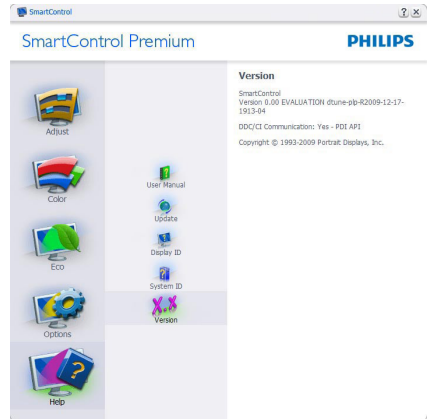 SmartControl
? x
SmartControl Premium
PHILIPS
Adjust
Color
Eco
Options
Help
User Manual
Update
Display ID
System ID
X.X
Version
Version
SmartControl
Version 0.00 EVALUATION dtune-plp-R2009-12-17-
1913-04
DDC/CI Communication: Yes - PDI API
Copyright © 1993-2009 Portrait Displays, Inc.